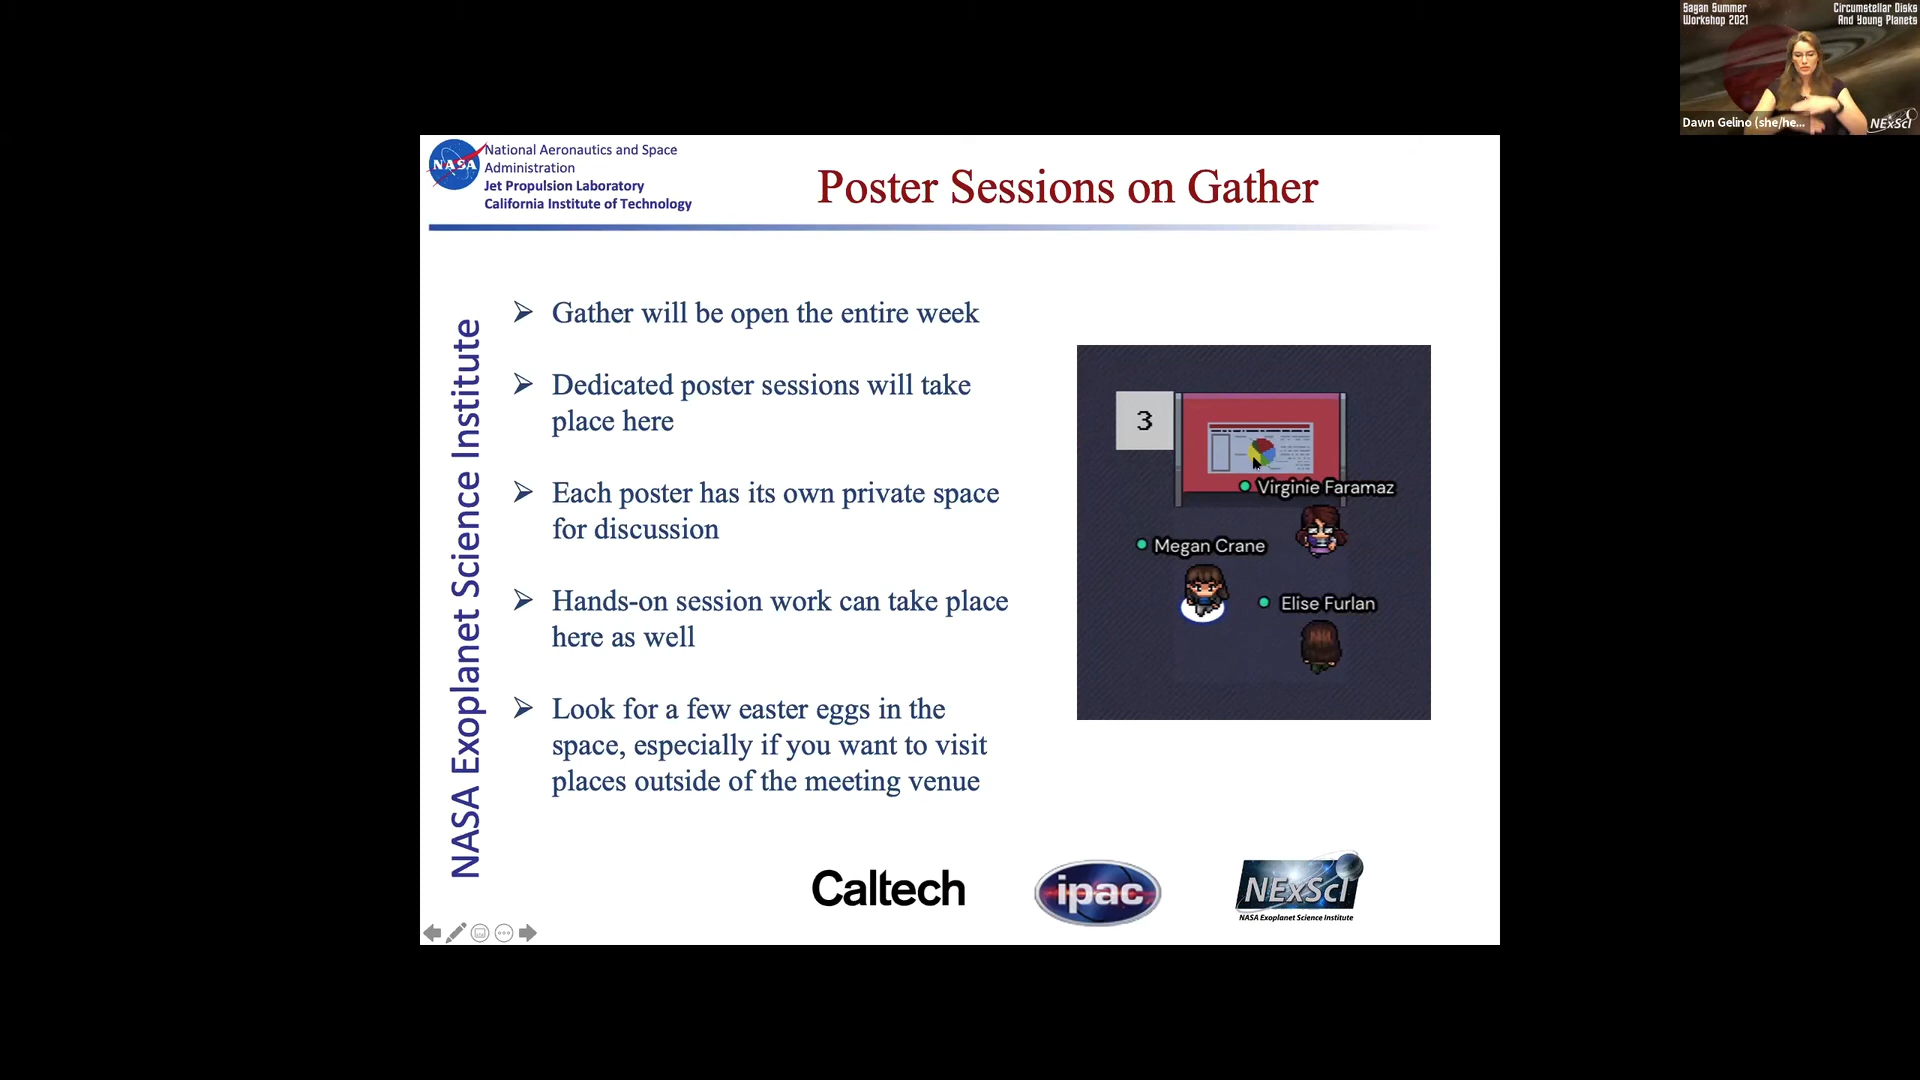 Sagan Summer
Workshop 2021
Circumstellar Disks
And Young Planets
Dawn Gelino (she/he...
NExScI
NASA
National Aeronautics and Space
Administration
Jet Propulsion Laboratory
California Institute of Technology
Poster Sessions on Gather
NASA Exoplanet Science Institute
➢ Gather will be open the entire week
➢ Dedicated poster sessions will take
place here
➢ Each poster has its own private space
for discussion
➢ Hands-on session work can take place
here as well
➢ Look for a few easter eggs in the
space, especially if you want to visit
places outside of the meeting venue
3
Virginie Faramaz
Megan Crane
Elise Furlan
Caltech
ipac
NExScI
NASA Exoplanet Science Institute